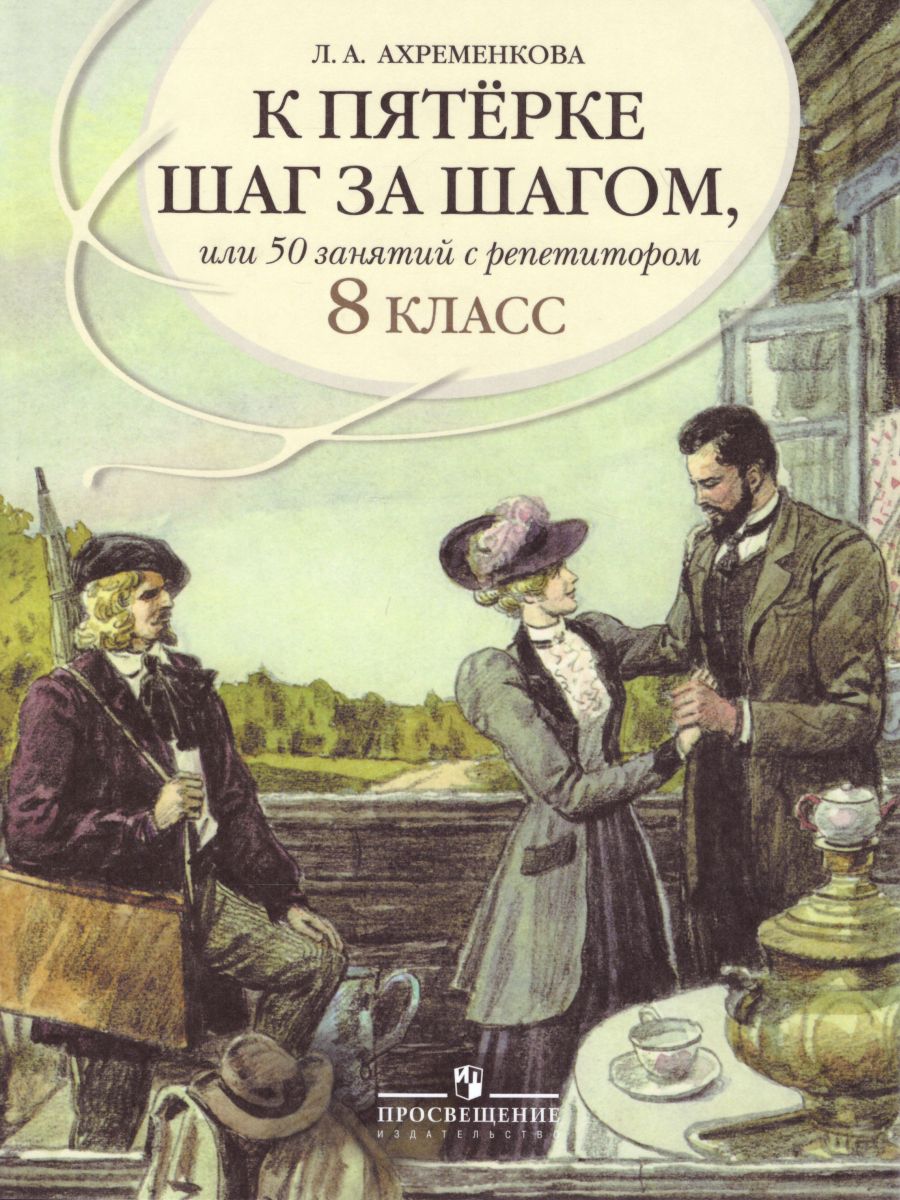 Л. А. АХРЕМЕНКОВА
К ПЯТЁРКЕ
ШАГ ЗА ШАГОМ,
или 50 занятий с репетитором
8 КЛАСС
ПРОСВЕЩЕНИЕ
ИЗДАТЕЛЬСТВО